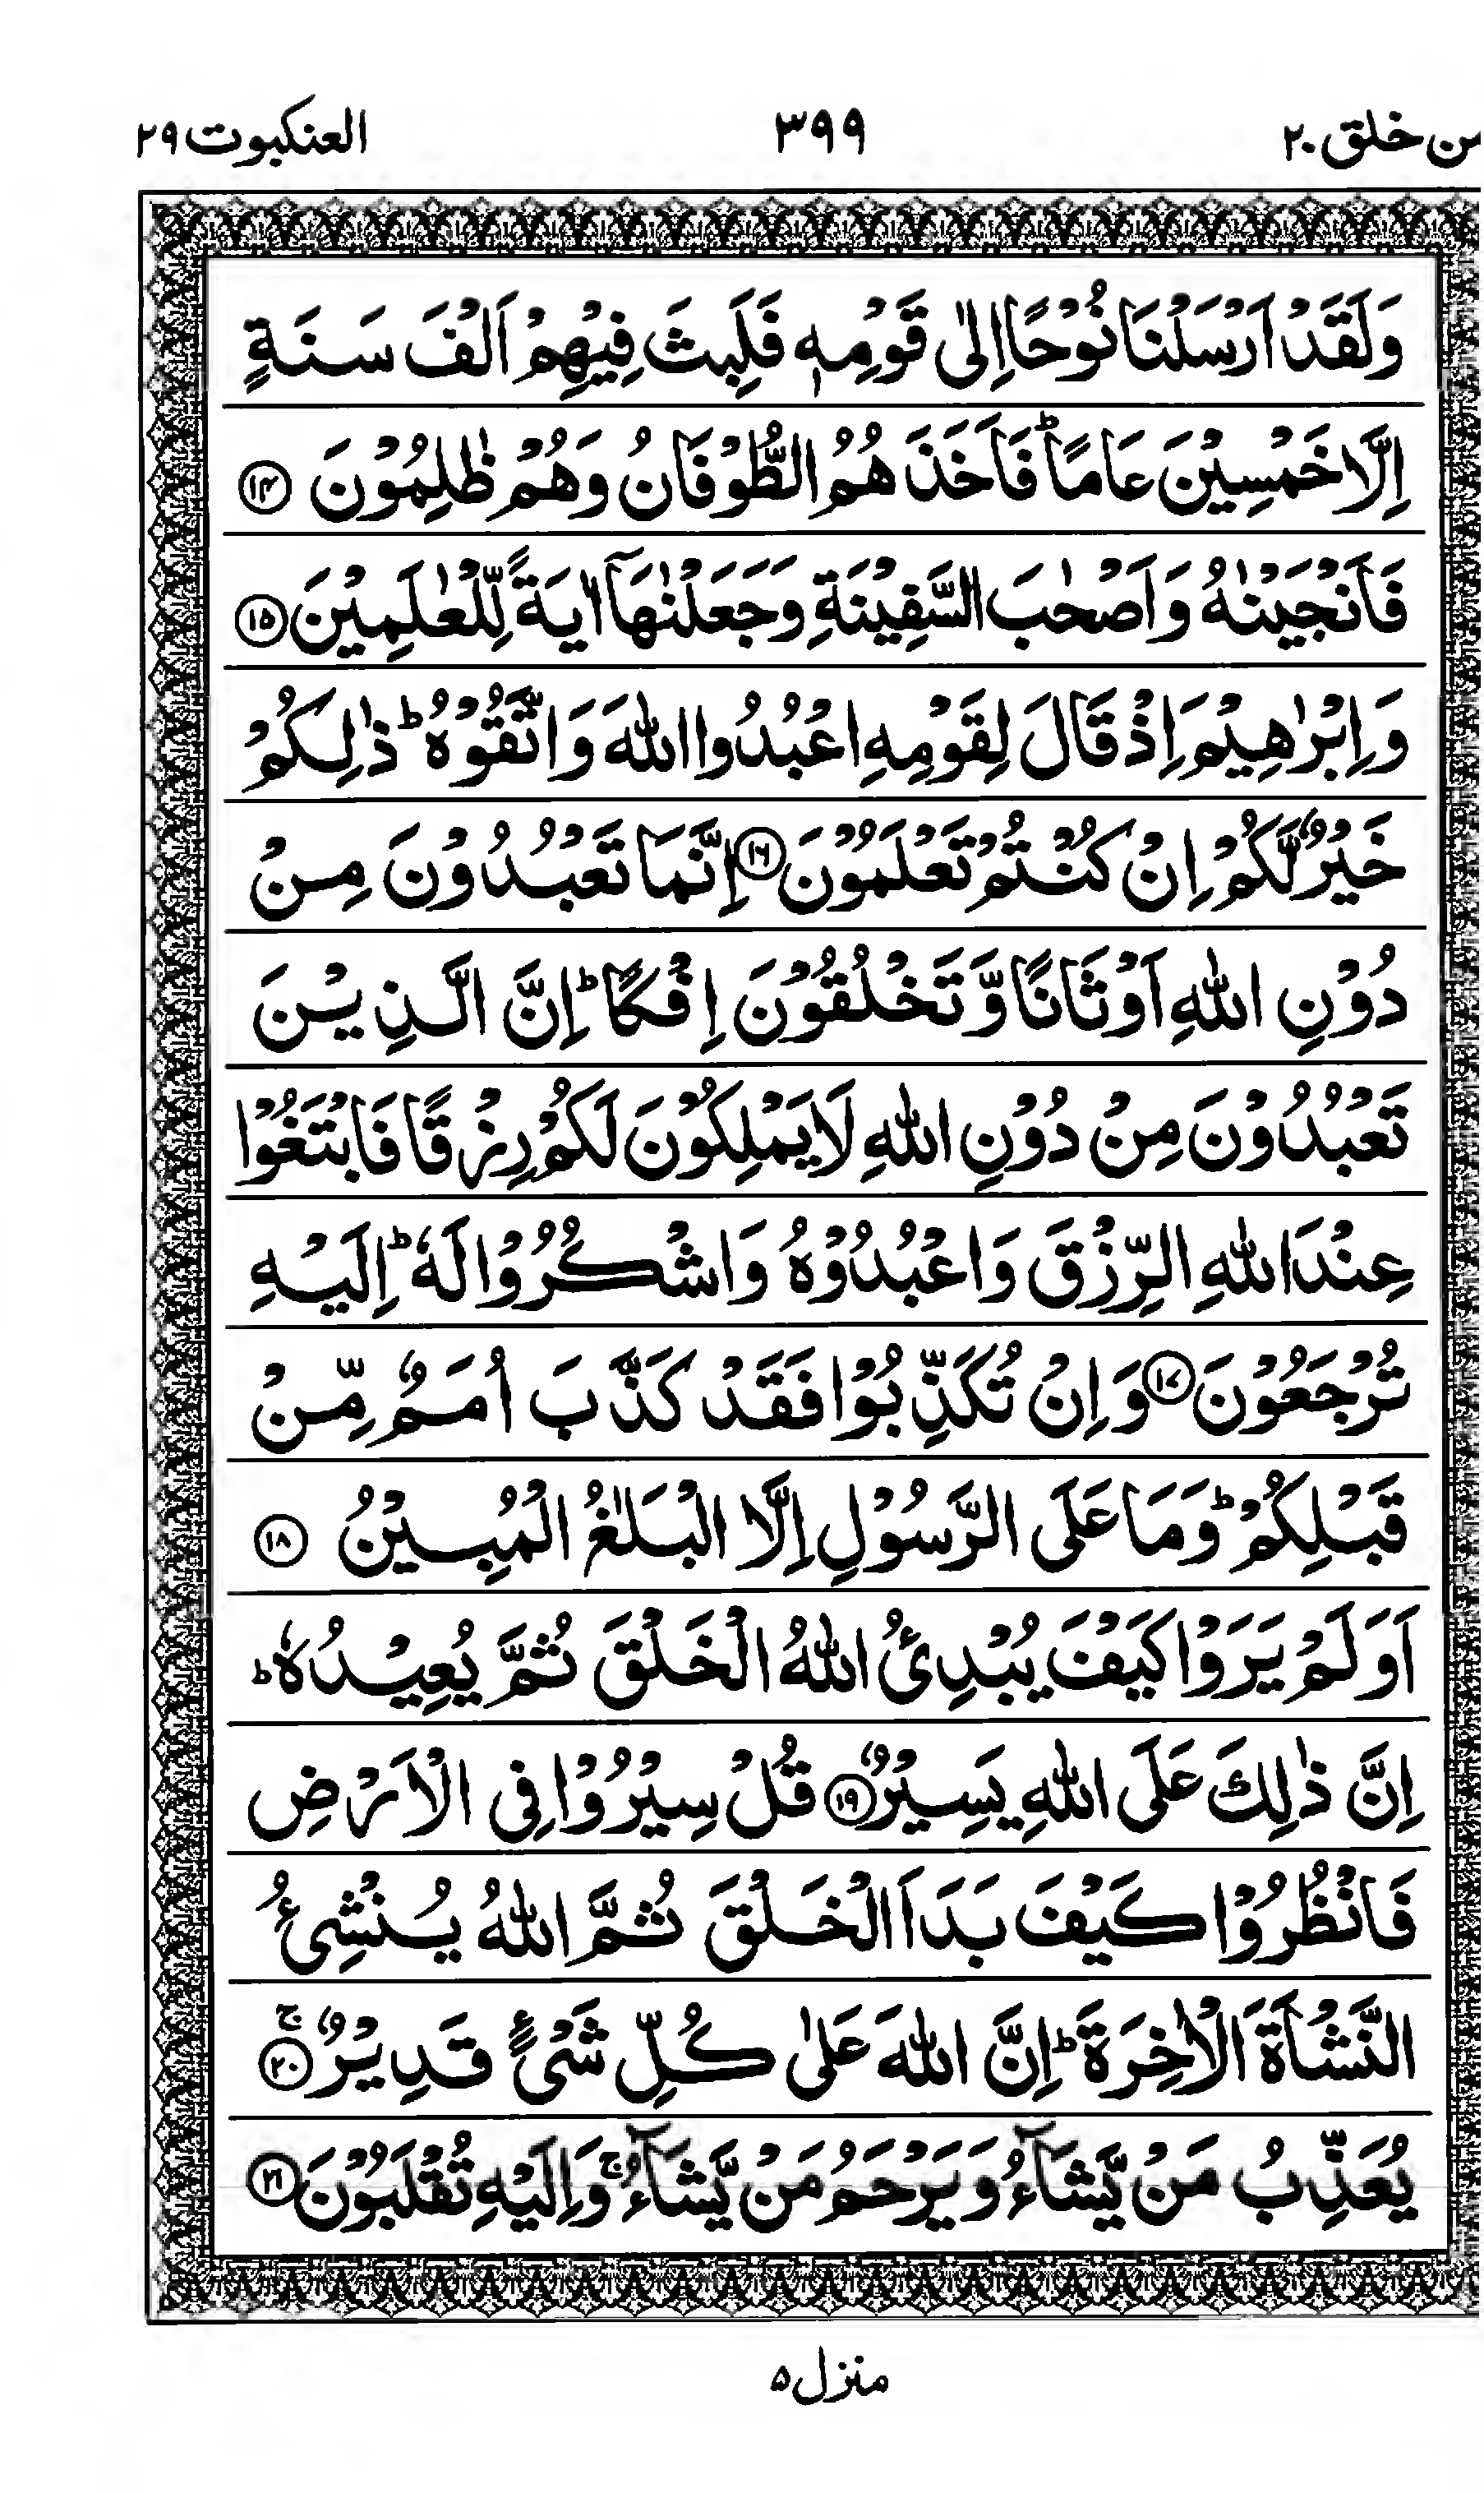 من خلق ٢٠ ٣٩٩ العنكبوت ٢٩
وَلَقَدْ اَرْسَلْنَا نُوْحًا اِلٰى قَوْمِهٖ فَلَبِثَ فِيْهِمْ اَلْفَ سَنَةٍ
اِلَّا خَمْسِيْنَ عَامًا ؕ فَاَخَذَهُمُ الطُّوْفَانُ وَهُمْ ظٰلِمُوْنَ ۝١٤
فَاَنْجَيْنٰهُ وَاَصْحٰبَ السَّفِيْنَةِ وَجَعَلْنٰهَاۤ اٰيَةً لِّلْعٰلَمِيْنَ ۝١٥
وَاِبْرٰهِيْمَ اِذْ قَالَ لِقَوْمِهِ اعْبُدُوا اللّٰهَ وَاتَّقُوْهُ ؕ ذٰلِكُمْ
خَيْرٌ لَّكُمْ اِنْ كُنْتُمْ تَعْلَمُوْنَ ۝١٦ اِنَّمَا تَعْبُدُوْنَ مِنْ
دُوْنِ اللّٰهِ اَوْثَانًا وَّتَخْلُقُوْنَ اِفْكًا ؕ اِنَّ الَّذِيْنَ
تَعْبُدُوْنَ مِنْ دُوْنِ اللّٰهِ لَا يَمْلِكُوْنَ لَكُمْ رِزْقًا فَابْتَغُوْا
عِنْدَ اللّٰهِ الرِّزْقَ وَاعْبُدُوْهُ وَاشْكُرُوْا لَهٗ ؕ اِلَيْهِ
تُرْجَعُوْنَ ۝١٧ وَاِنْ تُكَذِّبُوْا فَقَدْ كَذَّبَ اُمَمٌ مِّنْ
قَبْلِكُمْ ؕ وَمَا عَلَى الرَّسُوْلِ اِلَّا الْبَلٰغُ الْمُبِيْنُ ۝١٨
اَوَلَمْ يَرَوْا كَيْفَ يُبْدِئُ اللّٰهُ الْخَلْقَ ثُمَّ يُعِيْدُهٗ ؕ
اِنَّ ذٰلِكَ عَلَى اللّٰهِ يَسِيْرٌ ۝١٩ قُلْ سِيْرُوْا فِى الْاَرْضِ
فَانْظُرُوْا كَيْفَ بَدَاَ الْخَلْقَ ثُمَّ اللّٰهُ يُنْشِئُ
النَّشْاَةَ الْاٰخِرَةَ ؕ اِنَّ اللّٰهَ عَلٰى كُلِّ شَىْءٍ قَدِيْرٌ ۚ۝٢٠
يُعَذِّبُ مَنْ يَّشَآءُ وَيَرْحَمُ مَنْ يَّشَآءُ ۚ وَاِلَيْهِ تُقْلَبُوْنَ ۝٢١
منزل ٥